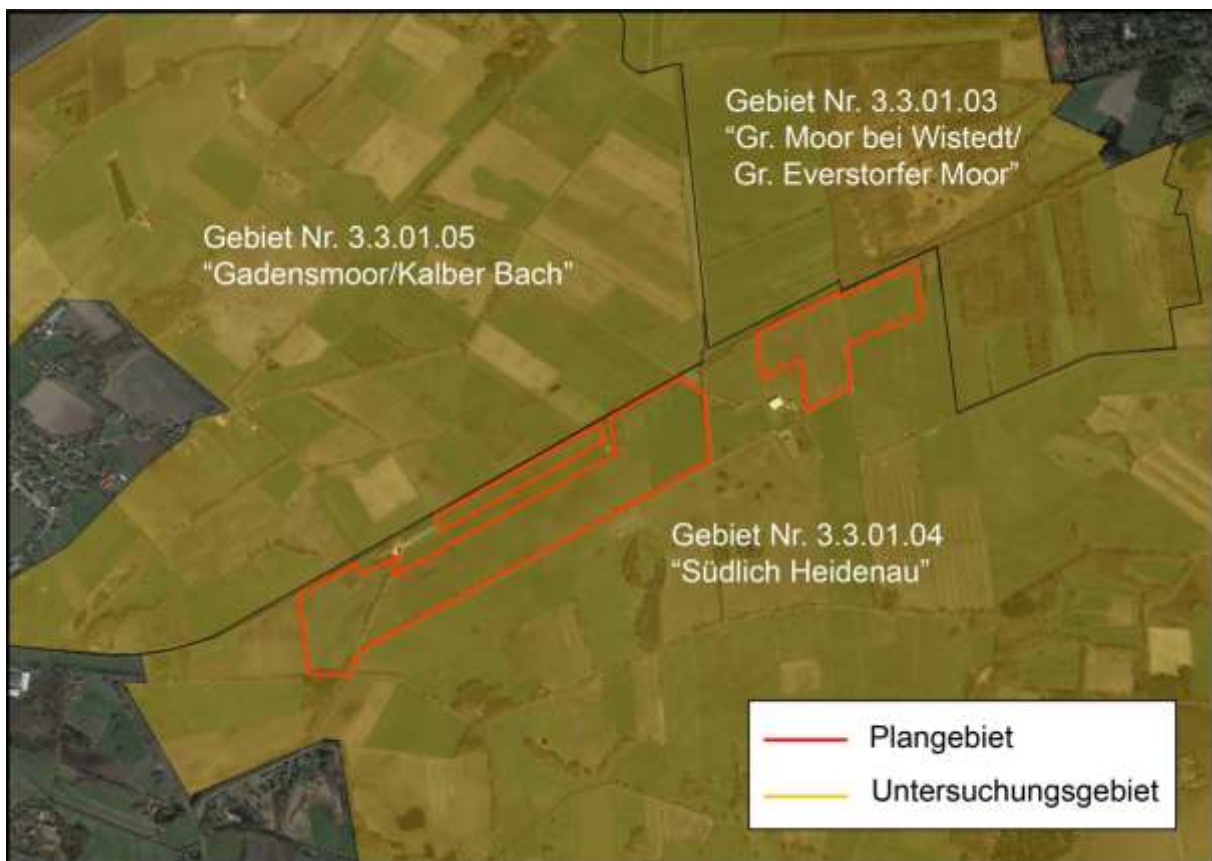 Gebiet Nr. 3.3.01.03
“Gr. Moor bei Wistedt/
Gr. Everstorfer Moor”
Gebiet Nr. 3.3.01.05
“Gadensmoor/Kalber Bach”
Gebiet Nr. 3.3.01.04
“Südlich Heidenau”
Plangebiet
Untersuchungsgebiet